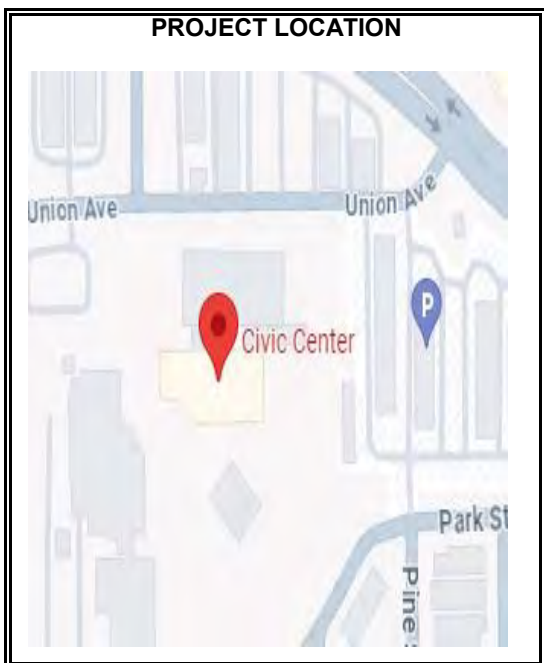 PROJECT LOCATION
Union Ave
Union Ave
P
Civic Center
Park St
Pine